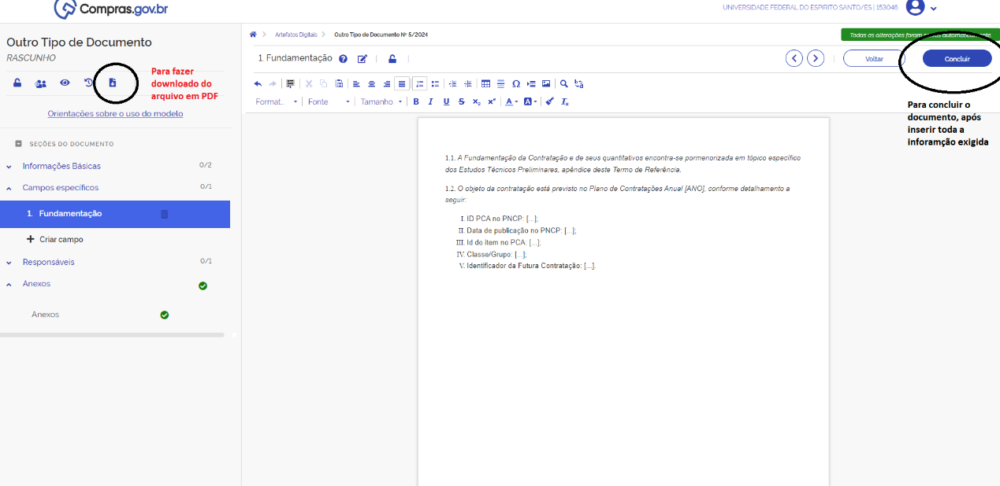 Compras.gov.br
UNIVERSIDADE FEDERAL DO ESPIRITO SANTO/ES | 153046
Outro Tipo de Documento
RASCUNHO
Para fazer
downloado do
arquivo em PDF
Orientações sobre o uso do modelo
SEÇÕES DO DOCUMENTO
Informações Básicas 0/2
Campos específicos 0/1
1. Fundamentação
Criar campo
Responsáveis 0/1
Anexos
Anexos
Artefatos Digitais > Outro Tipo de Documento Nº 5/2024
Todas as alterações foram salvas automaticamente.
1. Fundamentação
Voltar
Concluir
Format... Fonte Tamanho
Para concluir o
documento, após
inserir toda a
inforamção exigida
1.1. A Fundamentação da Contratação e de seus quantitativos encontra-se pormenorizada em tópico específico
dos Estudos Técnicos Preliminares, apêndice deste Termo de Referência.
1.2. O objeto da contratação está previsto no Plano de Contratações Anual [ANO], conforme detalhamento a
seguir:
I. ID PCA no PNCP: [...];
II. Data de publicação no PNCP: [...];
III. Id do item no PCA: [...];
IV. Classe/Grupo: [...];
V. Identificador da Futura Contratação: [...].